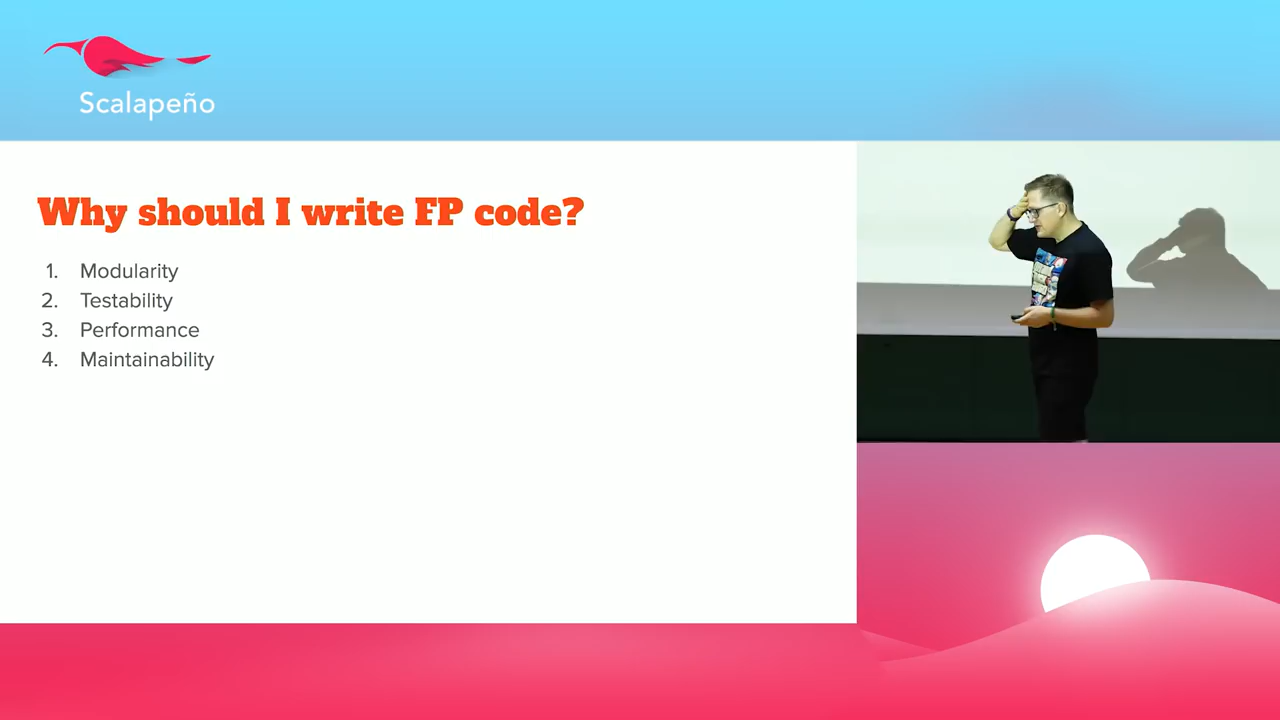 Scalapeño
Why should I write FP code?
1. Modularity
2. Testability
3. Performance
4. Maintainability